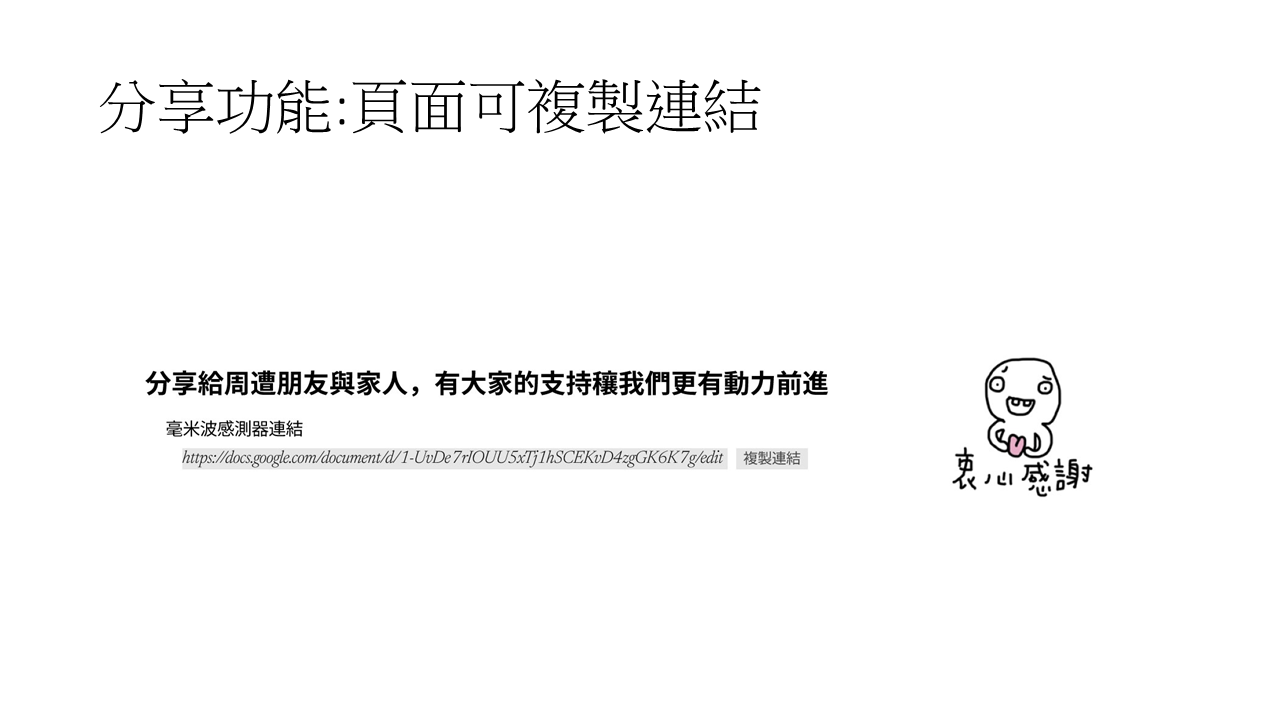 分享功能:頁面可複製連結
分享給周遭朋友與家人，有大家的支持穰我們更有動力前進
毫米波感測器連結
https://docs.google.com/document/d/1-UvDe7rIOUU5xTj1hSCEKvD4zgGK6K7g/edit 複製連結
衷心感謝